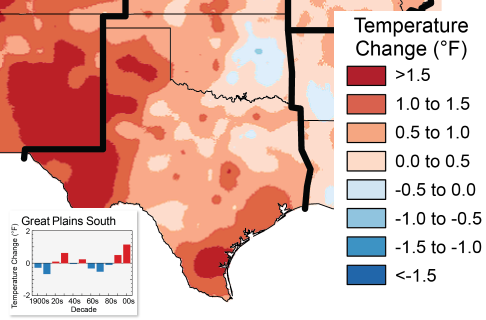 Temperature
Change (°F)
>1.5
1.0 to 1.5
0.5 to 1.0
0.0 to 0.5
-0.5 to 0.0
-1.0 to -0.5
-1.5 to -1.0
<-1.5
Great Plains South
Temperature Change (°F)
2
0
-2
1900s 20s 40s 60s 80s 00s
Decade